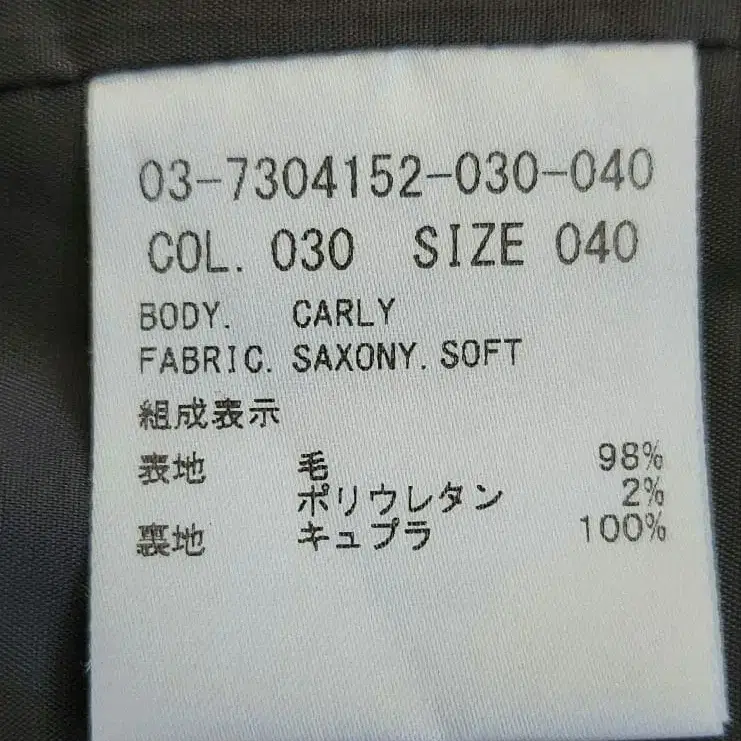 03-7304152-030-040
COL. 030 SIZE 040
BODY. CARLY
FABRIC. SAXONY. SOFT
組成表示
表地 毛 98%
ポリウレタン 2%
裏地 キュプラ 100%